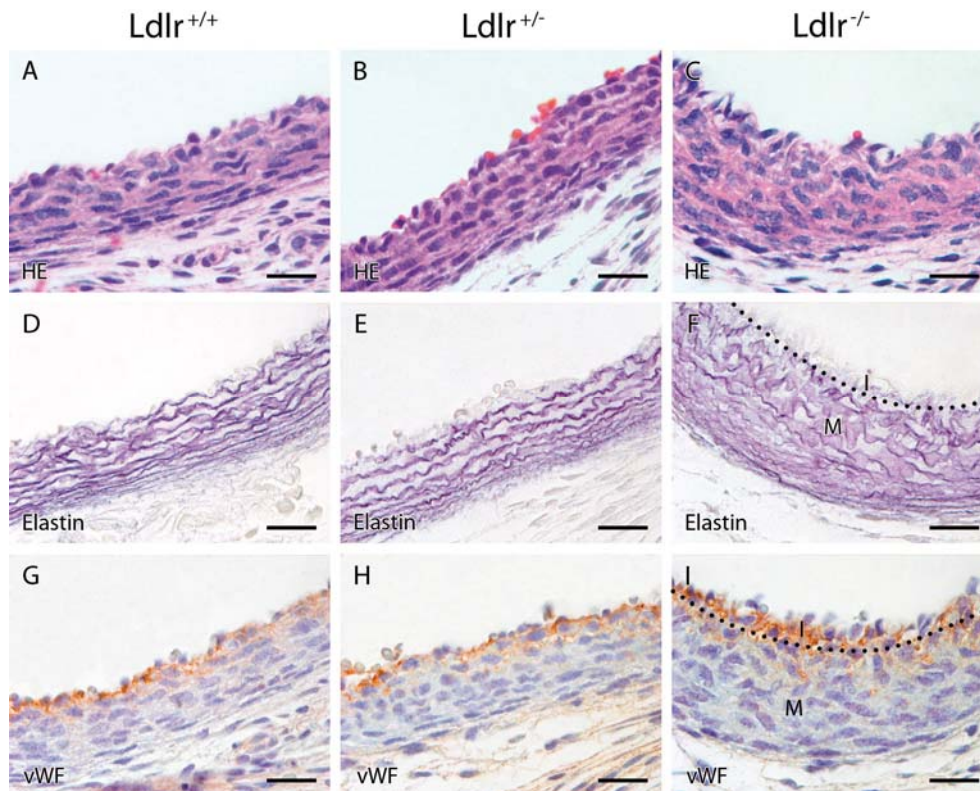 Ldlr+/+ Ldlr+/- Ldlr-/-
A B C
HE HE HE
D E F
I
M
Elastin Elastin Elastin
G H I
I
M
vWF vWF vWF